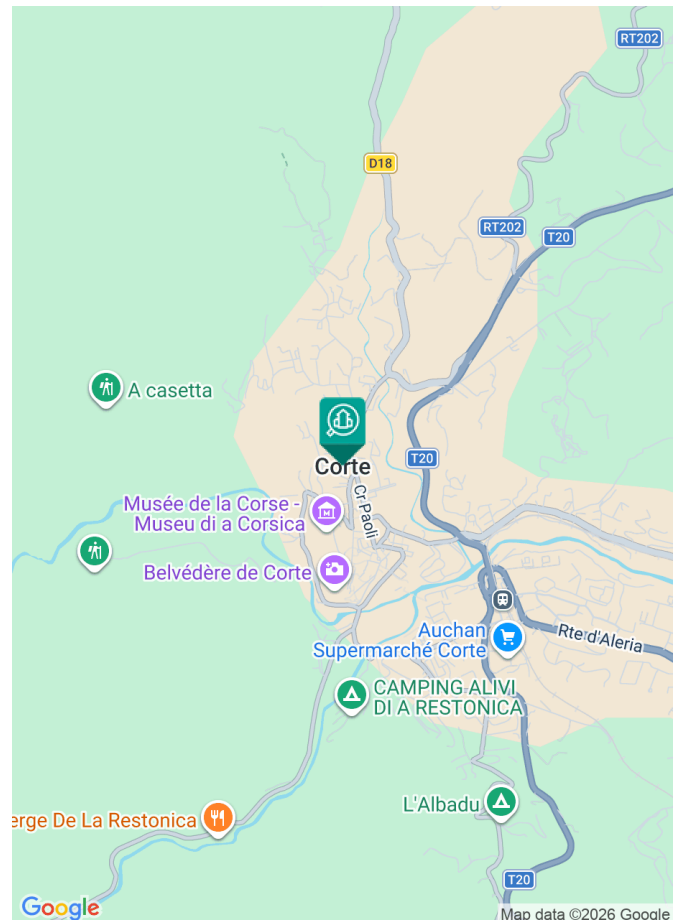 RT202
D18
RT202
T20
A casetta
Corte
T20
Cr Paoli
Musée de la Corse -
Museu di a Corsica
Belvédère de Corte
Auchan
Supermarché Corte
Rte d'Aleria
CAMPING ALIVI
DI A RESTONICA
L'Albadu
erge De La Restonica
T20
Google
Map data ©2026 Google